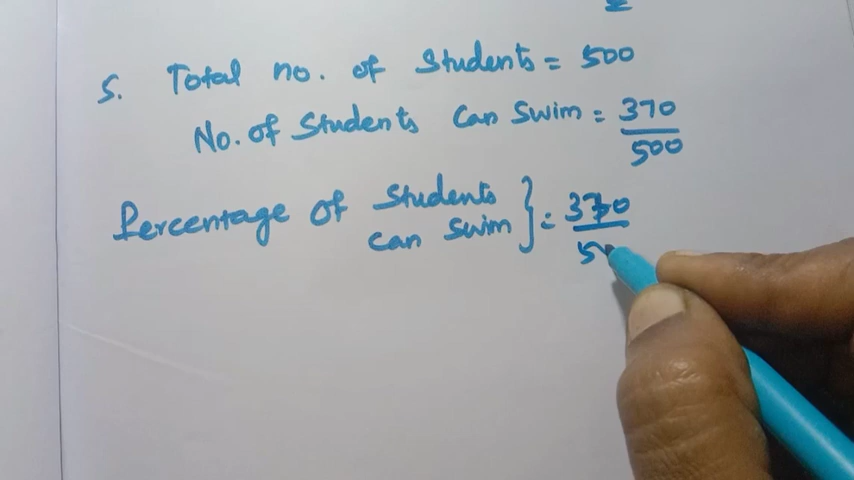 5. Total no. of Students = 500
No. of Students Can Swim = 370
500
Percentage of Students
can Swim } = 370
50